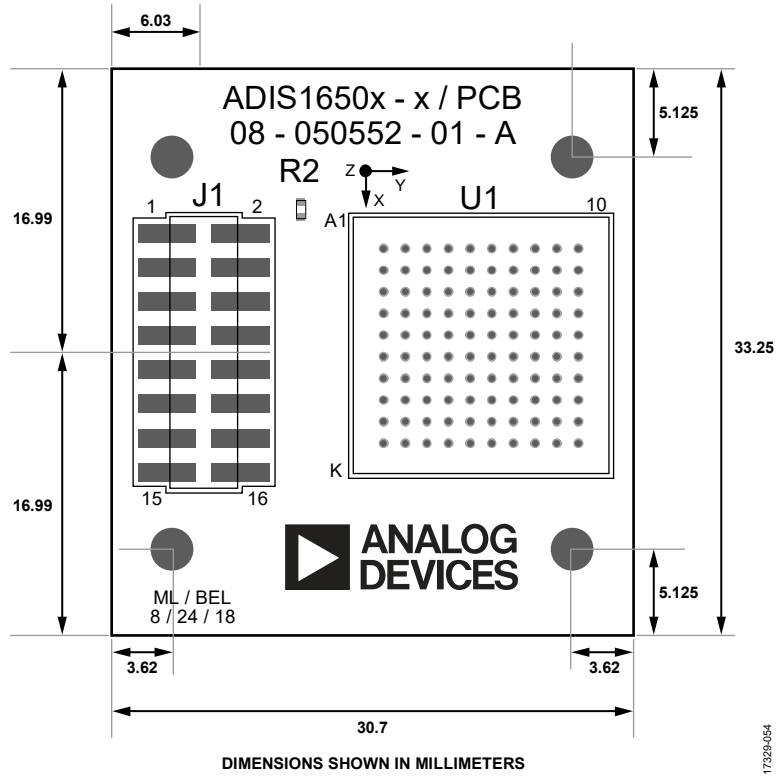 6.03
ADIS1650x - x / PCB
08 - 050552 - 01 - A
5.125
R2
Z
Y
X
J1
U1
1
2
A1
10
16.99
33.25
K
15
16
16.99
ANALOG
DEVICES
5.125
ML / BEL
8 / 24 / 18
3.62
3.62
30.7
DIMENSIONS SHOWN IN MILLIMETERS
17329-054